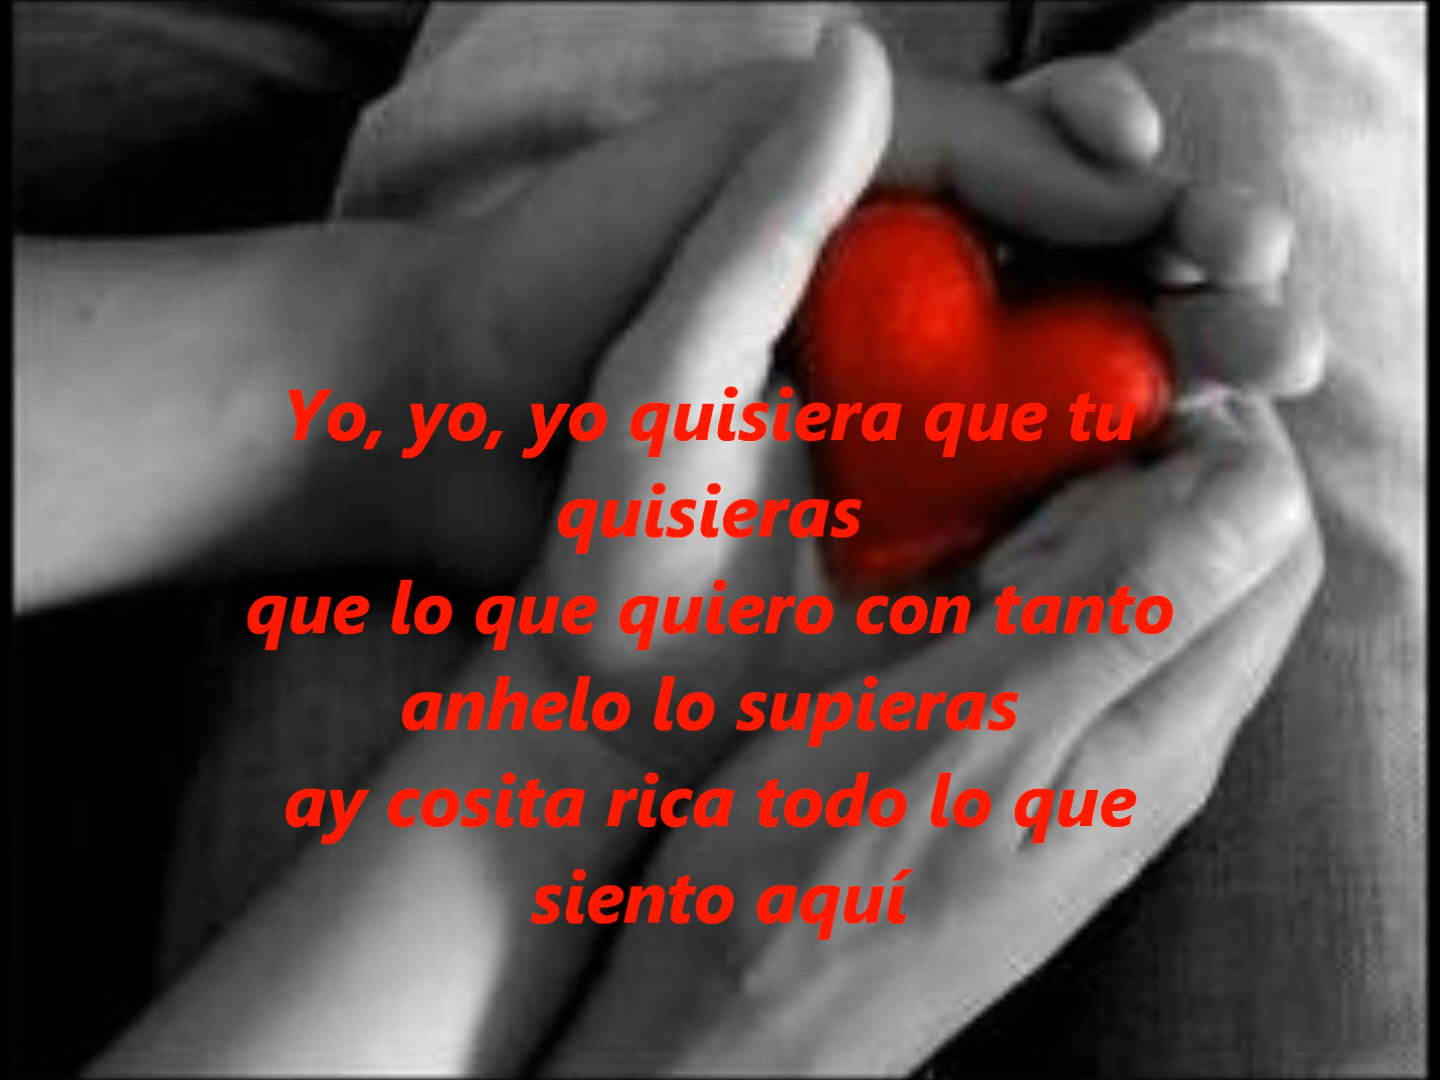 Yo, yo, yo quisiera que tu
quisieras
que lo que quiero con tanto
anhelo lo supieras
ay cosita rica todo lo que
siento aquí